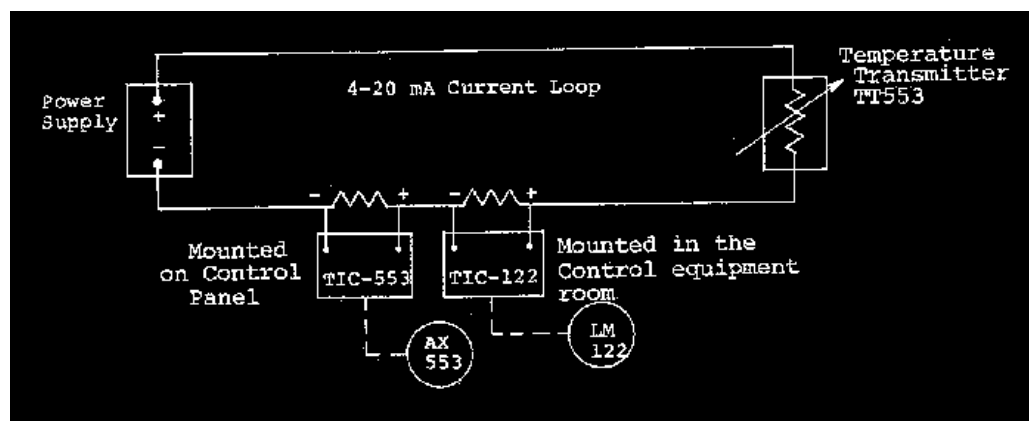 4-20 mA Current Loop
Power
Supply
+
−
Temperature
Transmitter
TT553
- +
- +
Mounted
on Control
Panel
TIC-553
TIC-122
Mounted in the
Control equipment
room
AX
553
LM
122